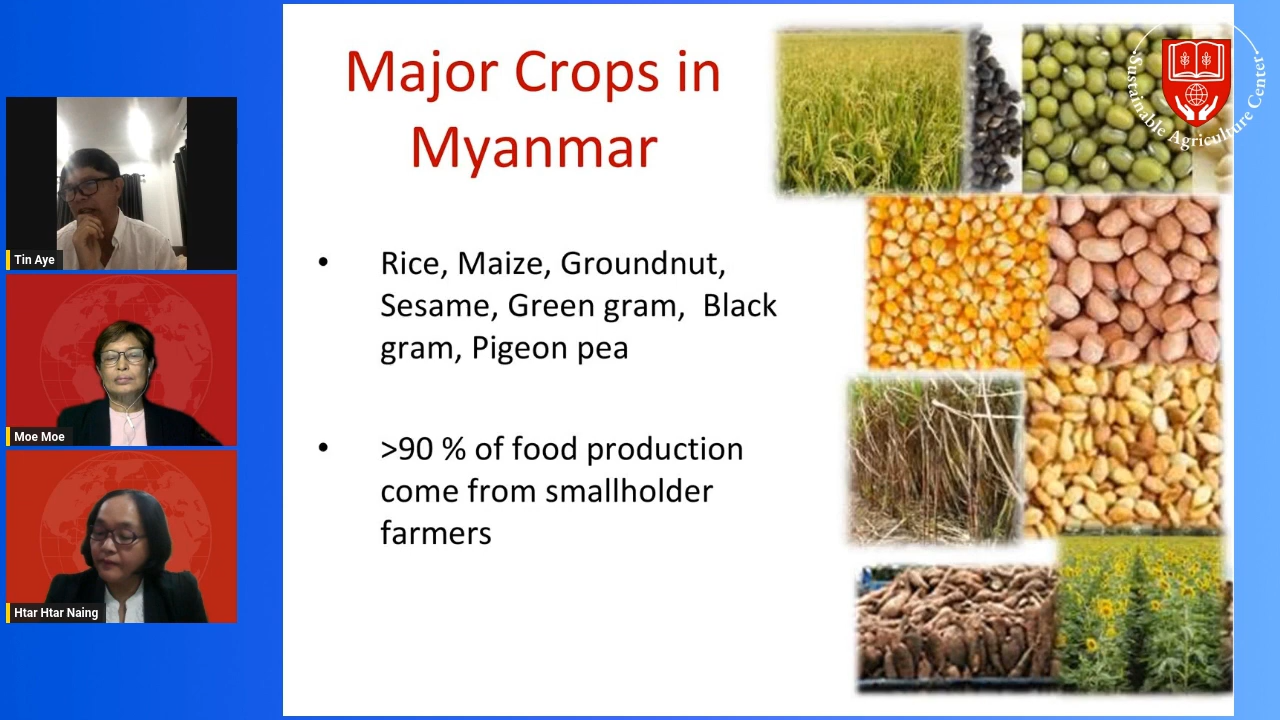 Major Crops in
Myanmar
• Rice, Maize, Groundnut,
Sesame, Green gram,  Black
gram, Pigeon pea
• >90 % of food production
come from smallholder
farmers
Sustainable Agriculture Center
Tin Aye
Moe Moe
Htar Htar Naing